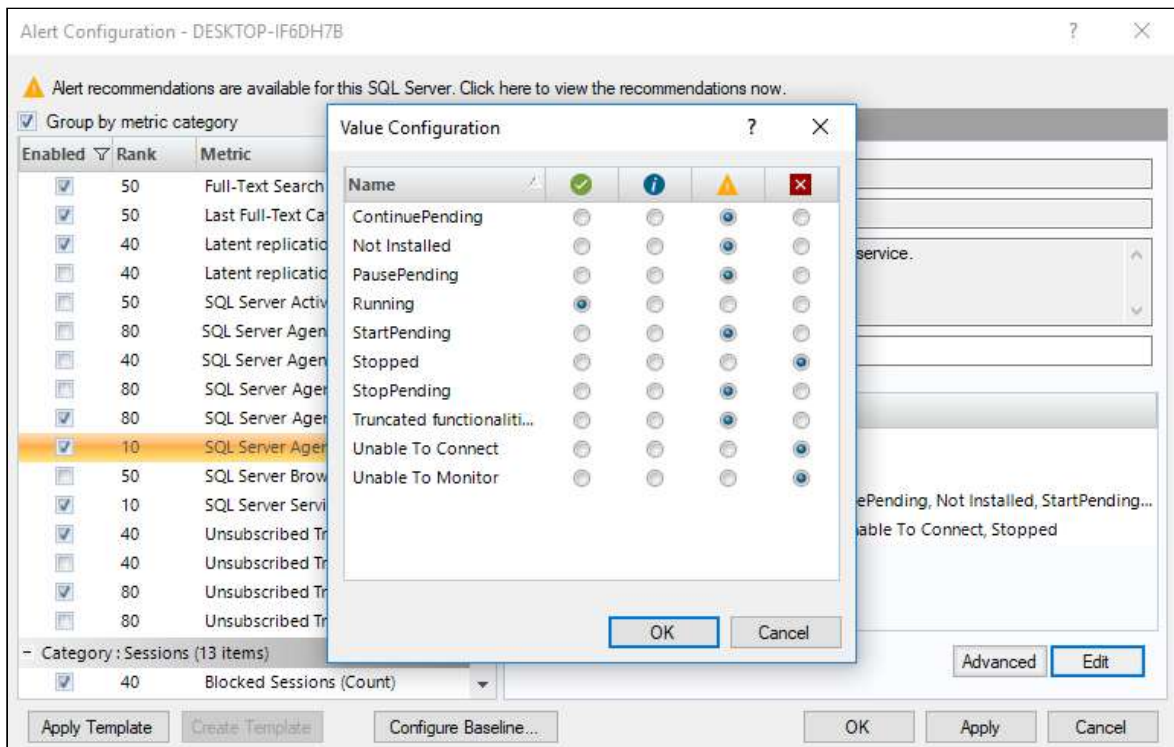 Alert Configuration - DESKTOP-IF6DH7B ?
Alert recommendations are available for this SQL Server. Click here to view the recommendations now.
Group by metric category
Enabled Rank Metric
50 Full-Text Search
50 Last Full-Text Ca
40 Latent replicatio
40 Latent replicatio
50 SQL Server Activ
80 SQL Server Agen
40 SQL Server Agen
80 SQL Server Ager
80 SQL Server Ager
10 SQL Server Ager
50 SQL Server Brow
10 SQL Server Servi
40 Unsubscribed Tr
40 Unsubscribed Tr
80 Unsubscribed Tr
80 Unsubscribed Tr
- Category : Sessions (13 items)
40 Blocked Sessions (Count)
Value Configuration ?
Name
ContinuePending
Not Installed
PausePending
Running
StartPending
Stopped
StopPending
Truncated functionaliti...
Unable To Connect
Unable To Monitor
OK Cancel
service.
ePending, Not Installed, StartPending...
able To Connect, Stopped
Advanced Edit
Apply Template Create Template Configure Baseline... OK Apply Cancel